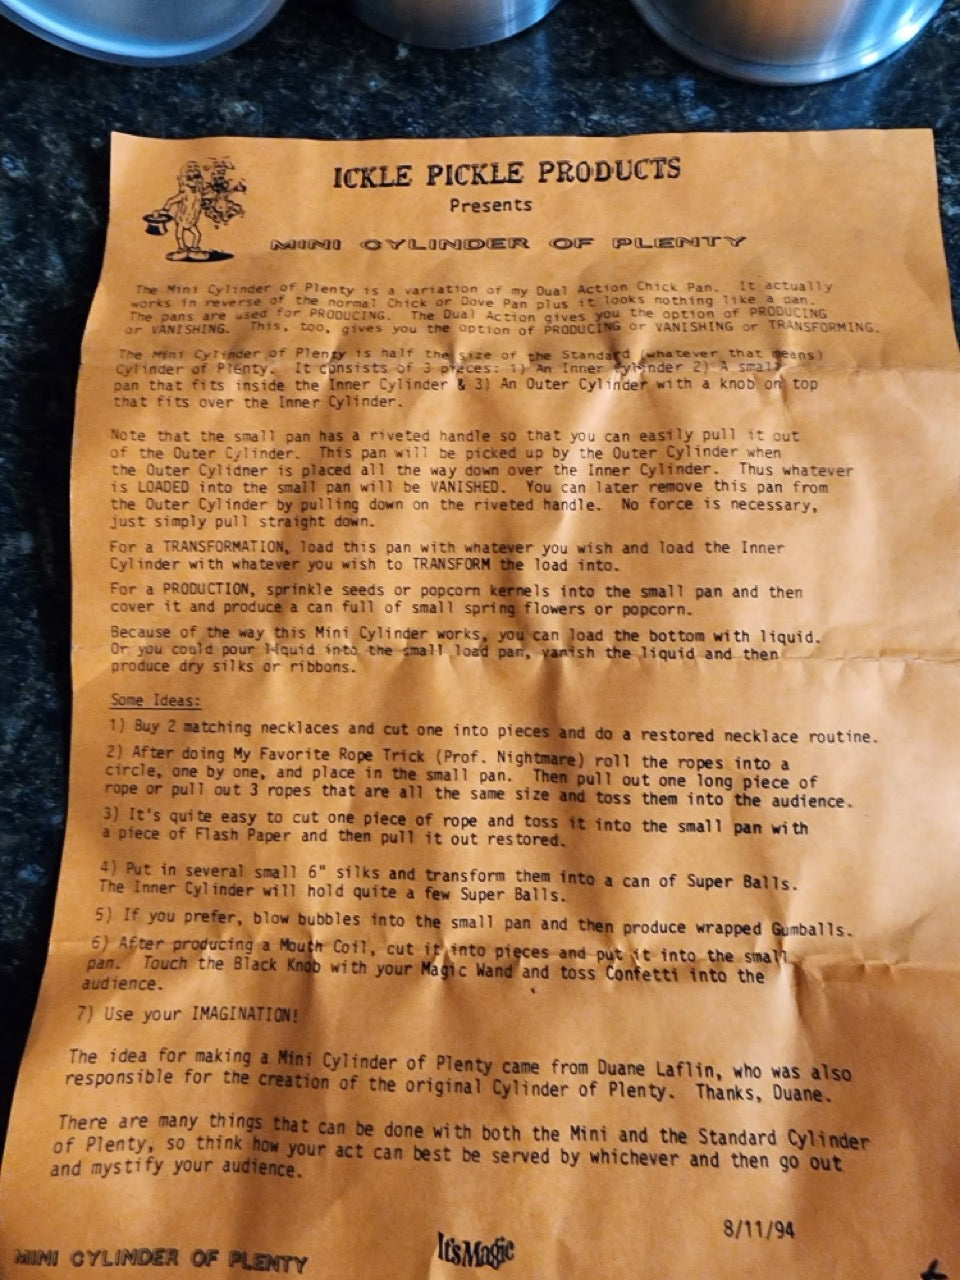 ICKLE PICKLE PRODUCTS
Presents
MINI CYLINDER OF PLENTY
The Mini Cylinder of Plenty is a variation of my Dual Action Chick Pan. It actually
works in reverse of the normal Chick or Dove Pan plus it looks nothing like a pan.
The pans are used for PRODUCING. The Dual Action gives you the option of PRODUCING
or VANISHING. This, too, gives you the option of PRODUCING or VANISHING or TRANSFORMING.
The Mini Cylinder of Plenty is half the size of the Standard (whatever that means)
Cylinder of Plenty. It consists of 3 pieces: 1) An Inner Cylinder 2) A small
pan that fits inside the Inner Cylinder & 3) An Outer Cylinder with a knob on top
that fits over the Inner Cylinder.
Note that the small pan has a riveted handle so that you can easily pull it out
of the Outer Cylinder. This pan will be picked up by the Outer Cylinder when
the Outer Cylidner is placed all the way down over the Inner Cylinder. Thus whatever
is LOADED into the small pan will be VANISHED. You can later remove this pan from
the Outer Cylinder by pulling down on the riveted handle. No force is necessary,
just simply pull straight down.
For a TRANSFORMATION, load this pan with whatever you wish and load the Inner
Cylinder with whatever you wish to TRANSFORM the load into.
For a PRODUCTION, sprinkle seeds or popcorn kernels into the small pan and then
cover it and produce a can full of small spring flowers or popcorn.
Because of the way this Mini Cylinder works, you can load the bottom with liquid.
Or you could pour liquid into the small load pan, vanish the liquid and then
produce dry silks or ribbons.
Some Ideas:
1) Buy 2 matching necklaces and cut one into pieces and do a restored necklace routine.
2) After doing My Favorite Rope Trick (Prof. Nightmare) roll the ropes into a
circle, one by one, and place in the small pan. Then pull out one long piece of
rope or pull out 3 ropes that are all the same size and toss them into the audience.
3) It's quite easy to cut one piece of rope and toss it into the small pan with
a piece of Flash Paper and then pull it out restored.
4) Put in several small 6" silks and transform them into a can of Super Balls.
The Inner Cylinder will hold quite a few Super Balls.
5) If you prefer, blow bubbles into the small pan and then produce wrapped Gumballs.
6) After producing a Mouth Coil, cut it into pieces and put it into the small
pan. Touch the Black Knob with your Magic Wand and toss Confetti into the
audience.
7) Use your IMAGINATION!
The idea for making a Mini Cylinder of Plenty came from Duane Laflin, who was also
responsible for the creation of the original Cylinder of Plenty. Thanks, Duane.
There are many things that can be done with both the Mini and the Standard Cylinder
of Plenty, so think how your act can best be served by whichever and then go out
and mystify your audience.
8/11/94
MINI CYLINDER OF PLENTY
It's Magic